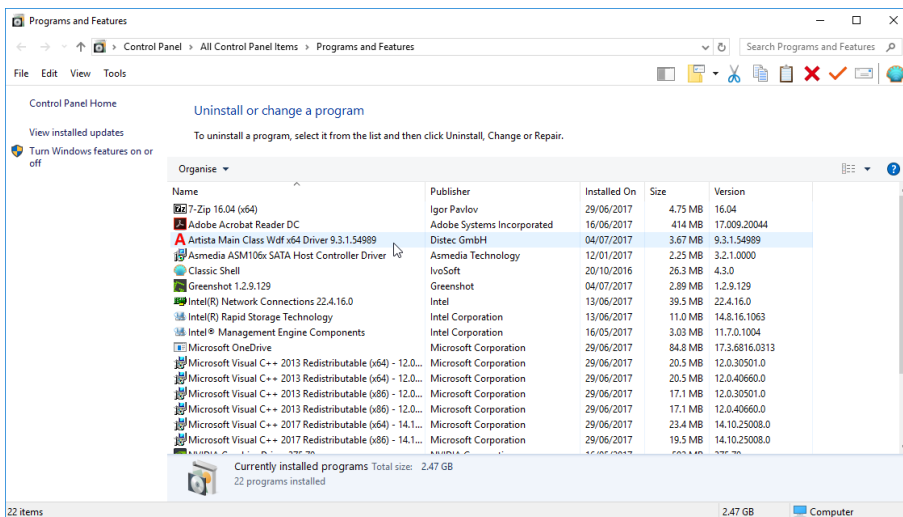 Programs and Features
Control Panel > All Control Panel Items > Programs and Features
Search Programs and Features
File Edit View Tools
Control Panel Home
View installed updates
Turn Windows features on or
off
Uninstall or change a program
To uninstall a program, select it from the list and then click Uninstall, Change or Repair.
Organise
Name Publisher Installed On Size Version
7-Zip 16.04 (x64) Igor Pavlov 29/06/2017 4.75 MB 16.04
Adobe Acrobat Reader DC Adobe Systems Incorporated 16/06/2017 414 MB 17.009.20044
Artista Main Class Wdf x64 Driver 9.3.1.54989 Distec GmbH 04/07/2017 3.67 MB 9.3.1.54989
Asmedia ASM106x SATA Host Controller Driver Asmedia Technology 12/01/2017 2.25 MB 3.2.1.0000
Classic Shell IvoSoft 20/10/2016 26.3 MB 4.3.0
Greenshot 1.2.9.129 Greenshot 04/07/2017 2.89 MB 1.2.9.129
Intel(R) Network Connections 22.4.16.0 Intel 13/06/2017 39.5 MB 22.4.16.0
Intel(R) Rapid Storage Technology Intel Corporation 13/06/2017 11.0 MB 14.8.16.1063
Intel® Management Engine Components Intel Corporation 16/05/2017 3.03 MB 11.7.0.1004
Microsoft OneDrive Microsoft Corporation 29/06/2017 84.8 MB 17.3.6816.0313
Microsoft Visual C++ 2013 Redistributable (x64) - 12.0... Microsoft Corporation 29/06/2017 20.5 MB 12.0.30501.0
Microsoft Visual C++ 2013 Redistributable (x64) - 12.0... Microsoft Corporation 29/06/2017 20.5 MB 12.0.40660.0
Microsoft Visual C++ 2013 Redistributable (x86) - 12.0... Microsoft Corporation 29/06/2017 17.1 MB 12.0.30501.0
Microsoft Visual C++ 2013 Redistributable (x86) - 12.0... Microsoft Corporation 29/06/2017 17.1 MB 12.0.40660.0
Microsoft Visual C++ 2017 Redistributable (x64) - 14.1... Microsoft Corporation 29/06/2017 23.4 MB 14.10.25008.0
Microsoft Visual C++ 2017 Redistributable (x86) - 14.1... Microsoft Corporation 29/06/2017 19.5 MB 14.10.25008.0
Currently installed programs Total size: 2.47 GB
22 programs installed
22 items 2.47 GB Computer